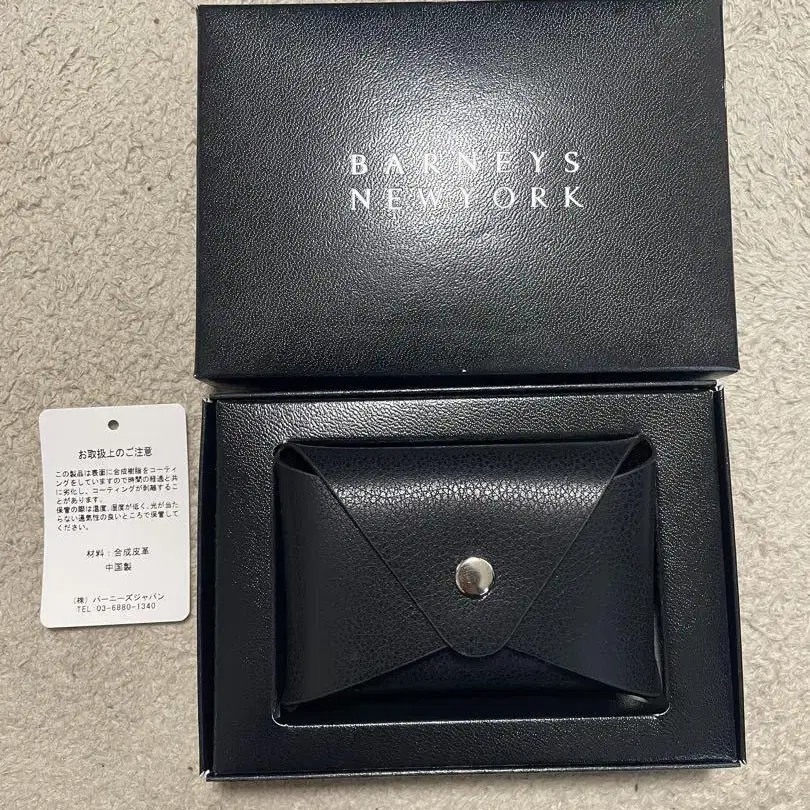 BARNEYS
NEWYORK
お取扱上のご注意
この製品は表面に合成樹脂をコーティ
ングをしていますので時間の経過と共
に劣化し、コーティングが剥離するこ
とがあります。
保管の際は温度、湿度が低く、光が当た
らない通気性の良いところで保管して
ください。
材料：合成皮革
中国製
（株）バーニーズジャパン
TEL 03-6880-1340